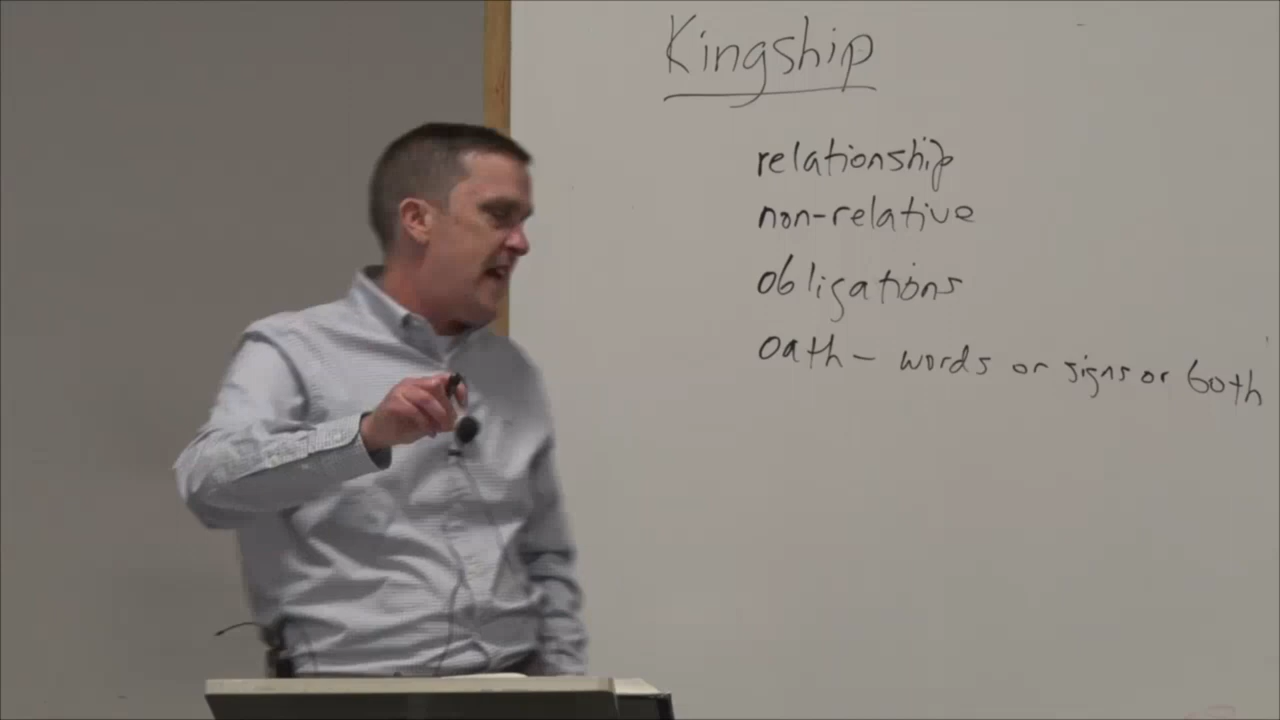 Kingship
relationship
non-relative
obligations
oath – words or signs or both